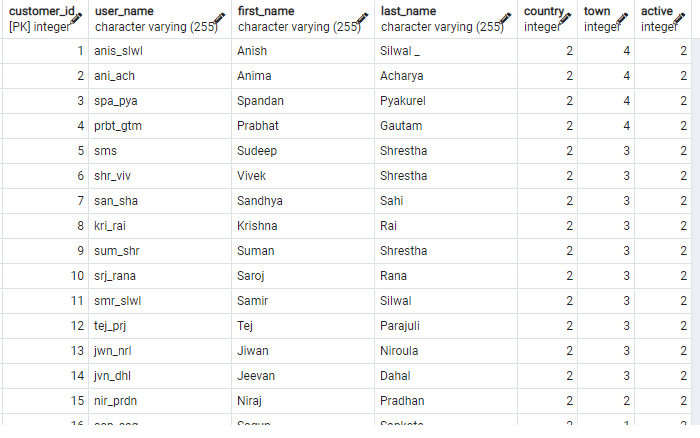 customer_id user_name first_name last_name country town active
[PK] integer character varying (255) character varying (255) character varying (255) integer integer integer
1 anis_slwl Anish Silwal _ 2 4 2
2 ani_ach Anima Acharya 2 4 2
3 spa_pya Spandan Pyakurel 2 4 2
4 prbt_gtm Prabhat Gautam 2 4 2
5 sms Sudeep Shrestha 2 3 2
6 shr_viv Vivek Shrestha 2 3 2
7 san_sha Sandhya Sahi 2 3 2
8 kri_rai Krishna Rai 2 3 2
9 sum_shr Suman Shrestha 2 3 2
10 srj_rana Saroj Rana 2 3 2
11 smr_slwl Samir Silwal 2 3 2
12 tej_prj Tej Parajuli 2 3 2
13 jwn_nrl Jiwan Niroula 2 3 2
14 jvn_dhl Jeevan Dahal 2 3 2
15 nir_prdn Niraj Pradhan 2 2 2
16 2 1 2